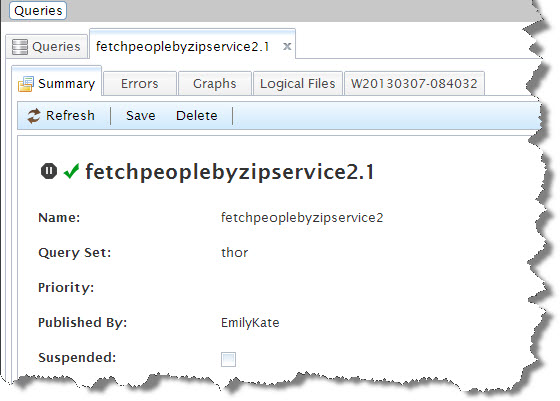 Queries
Queries fetchpeoplebyzipservice2.1 x
Summary Errors Graphs Logical Files W20130307-084032
Refresh Save Delete
fetchpeoplebyzipservice2.1
Name: fetchpeoplebyzipservice2
Query Set: thor
Priority:
Published By: EmilyKate
Suspended: